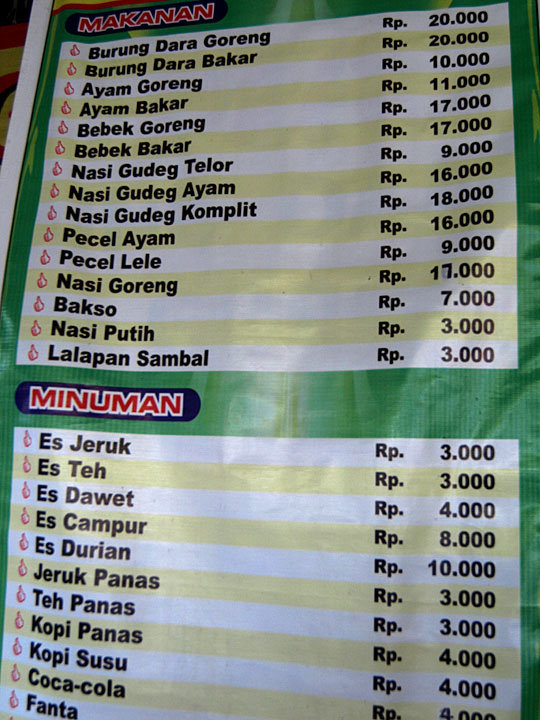 MAKANAN
Burung Dara Goreng Rp. 20.000
Burung Dara Bakar Rp. 20.000
Ayam Goreng Rp. 10.000
Ayam Bakar Rp. 11.000
Bebek Goreng Rp. 17.000
Bebek Bakar Rp. 17.000
Nasi Gudeg Telor Rp. 9.000
Nasi Gudeg Ayam Rp. 16.000
Nasi Gudeg Komplit Rp. 18.000
Pecel Ayam Rp. 16.000
Pecel Lele Rp. 9.000
Nasi Goreng Rp.
Bakso Rp. 7.000
Nasi Putih Rp. 3.000
Lalapan Sambal Rp. 3.000
MINUMAN
Es Jeruk Rp. 3.000
Es Teh Rp. 3.000
Es Dawet Rp. 4.000
Es Campur Rp. 8.000
Es Durian Rp. 10.000
Jeruk Panas Rp. 3.000
Teh Panas Rp. 3.000
Kopi Panas Rp. 4.000
Kopi Susu Rp. 4.000
Coca-cola Rp. 4.000
Fanta